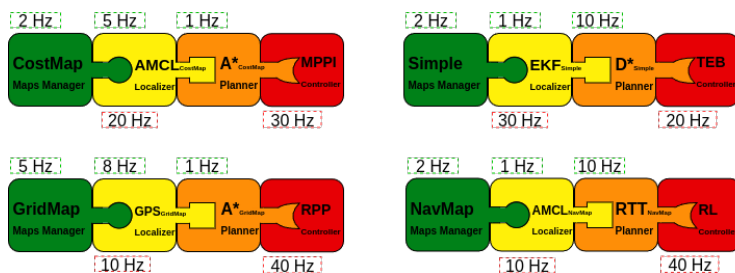 2 Hz 5 Hz 1 Hz
CostMap AMCL CostMap A* CostMap MPPI
Maps Manager Localizer Planner Controller
20 Hz 30 Hz
2 Hz 1 Hz 10 Hz
Simple EKF Simple D* Simple TEB
Maps Manager Localizer Planner Controller
30 Hz 20 Hz
5 Hz 8 Hz 1 Hz
GridMap GPS GridMap A* GridMap RPP
Maps Manager Localizer Planner Controller
10 Hz 40 Hz
2 Hz 1 Hz 10 Hz
NavMap AMCL NavMap RTT NavMap RL
Maps Manager Localizer Planner Controller
10 Hz 40 Hz